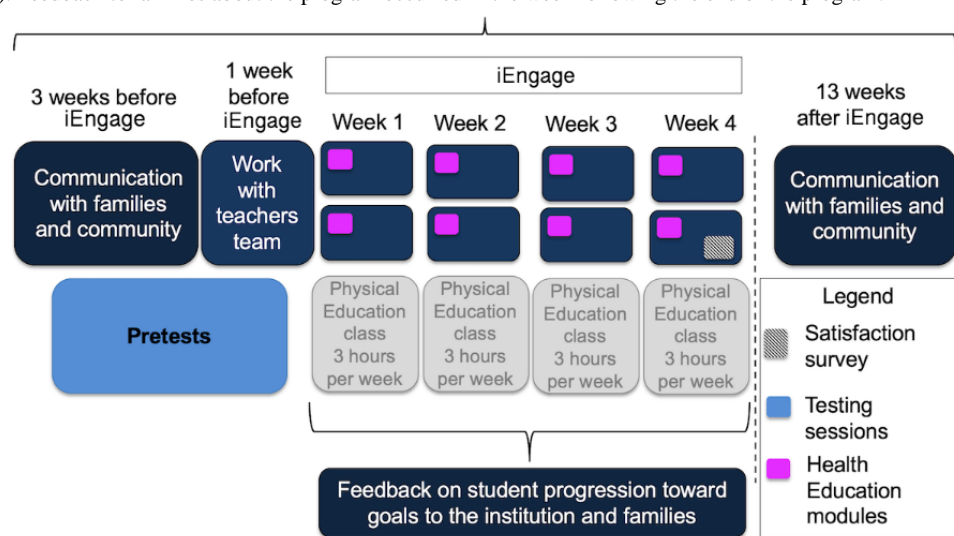 iEngage
3 weeks before
iEngage
1 week
before
iEngage
Week 1
Week 2
Week 3
Week 4
13 weeks
after iEngage
Communication
with families
and community
Work
with
teachers
team
Communication
with families and
community
Pretests
Physical
Education
class
3 hours
per week
Physical
Education
class
3 hours
per week
Physical
Education
class
3 hours
per week
Physical
Education
class
3 hours
per week
Legend
Satisfaction
survey
Testing
sessions
Health
Education
modules
Feedback on student progression toward
goals to the institution and families